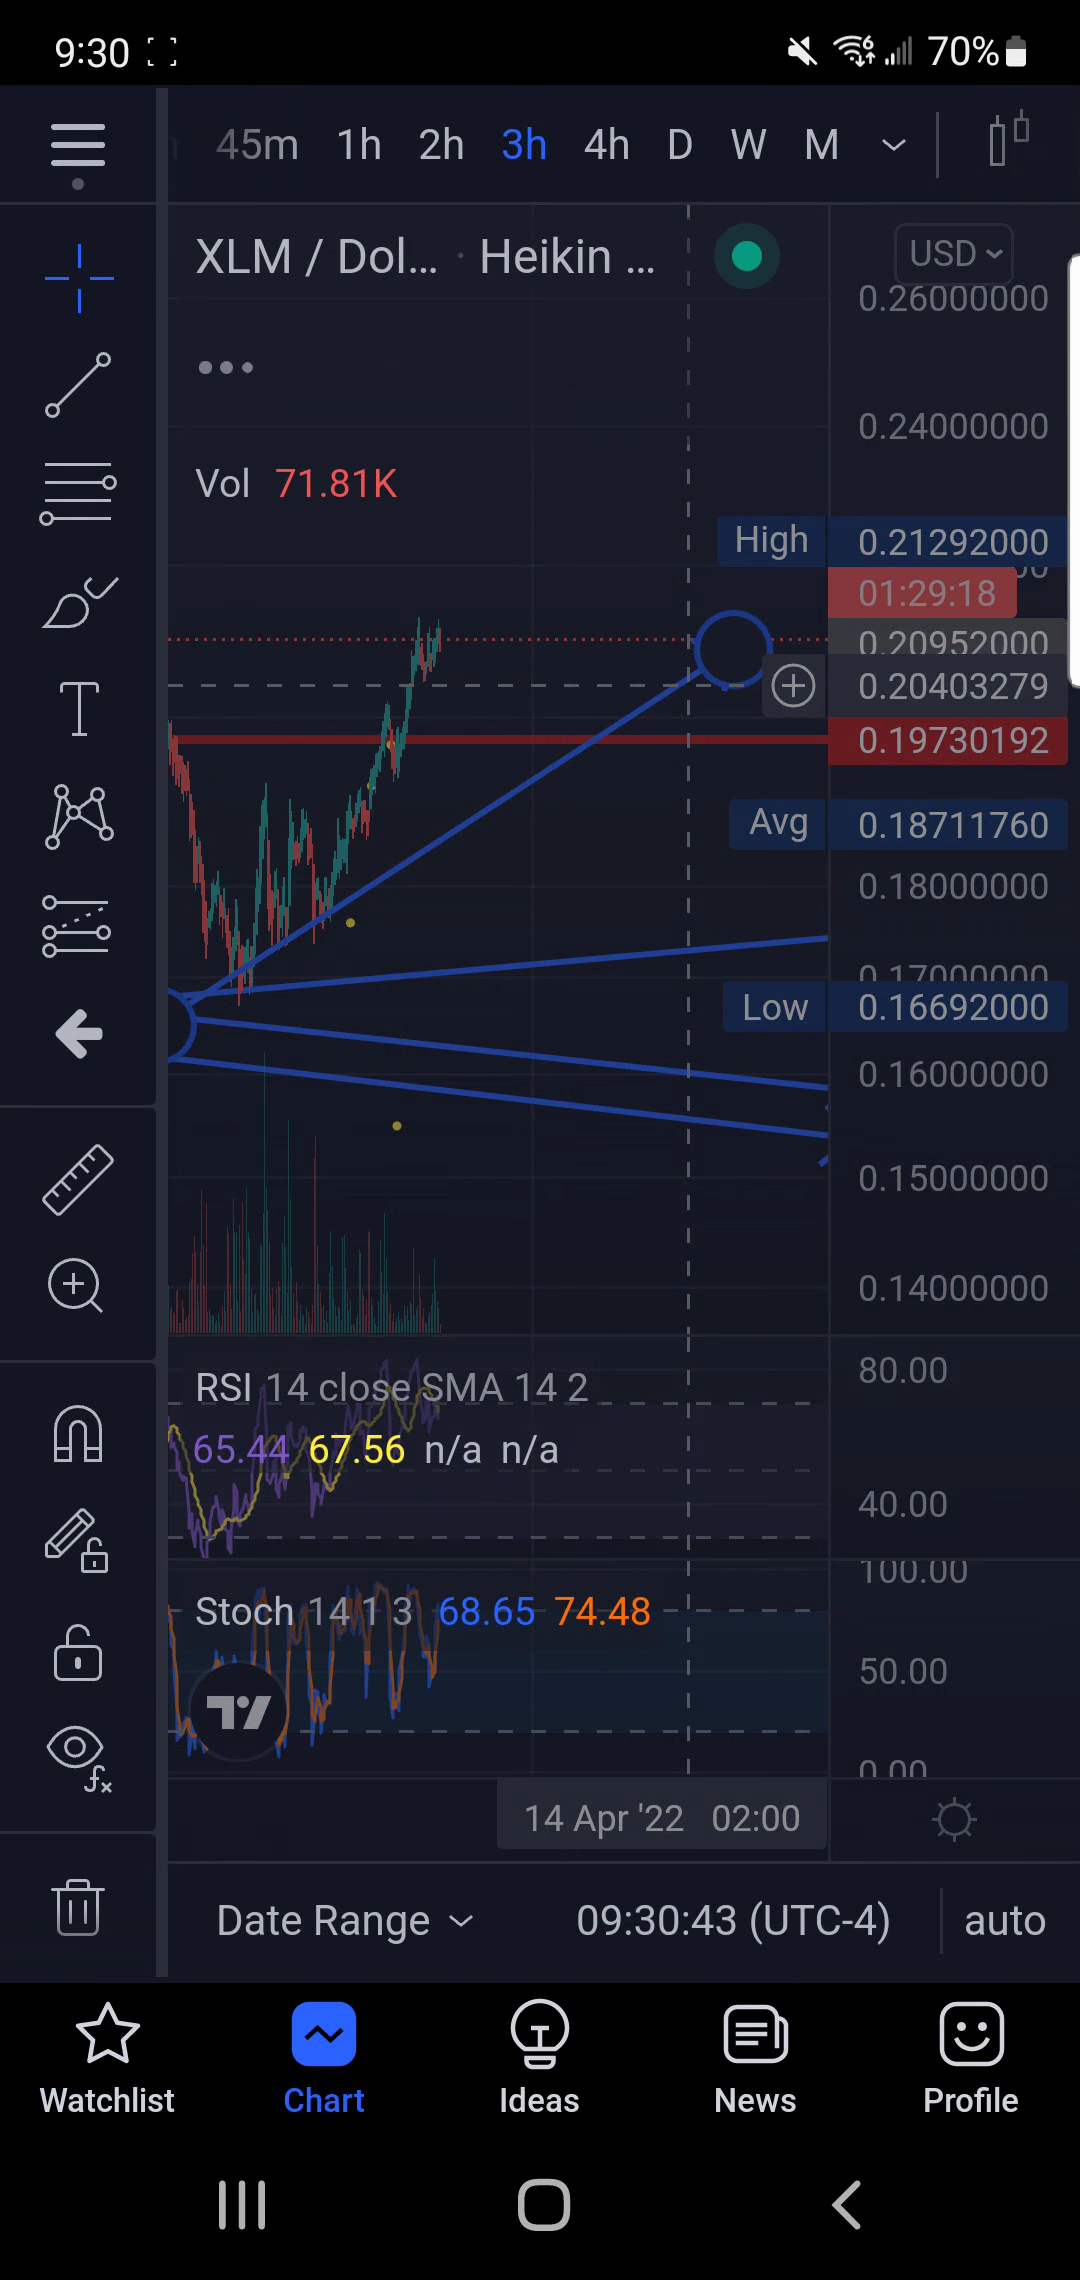 9:30 70%
45m 1h 2h 3h 4h D W M
XLM / Dol... · Heikin ...
USD
0.26000000
0.24000000
Vol 71.81K
High 0.21292000
01:29:18
0.20952000
0.20403279
0.19730192
Avg 0.18711760
0.18000000
0.17000000
Low 0.16692000
0.16000000
0.15000000
0.14000000
RSI 14 close SMA 14 2
80.00
65.44 67.56 n/a n/a
40.00
100.00
Stoch 14 1 3 68.65 74.48
50.00
0.00
14 Apr '22 02:00
Date Range 09:30:43 (UTC-4) auto
Watchlist Chart Ideas News Profile